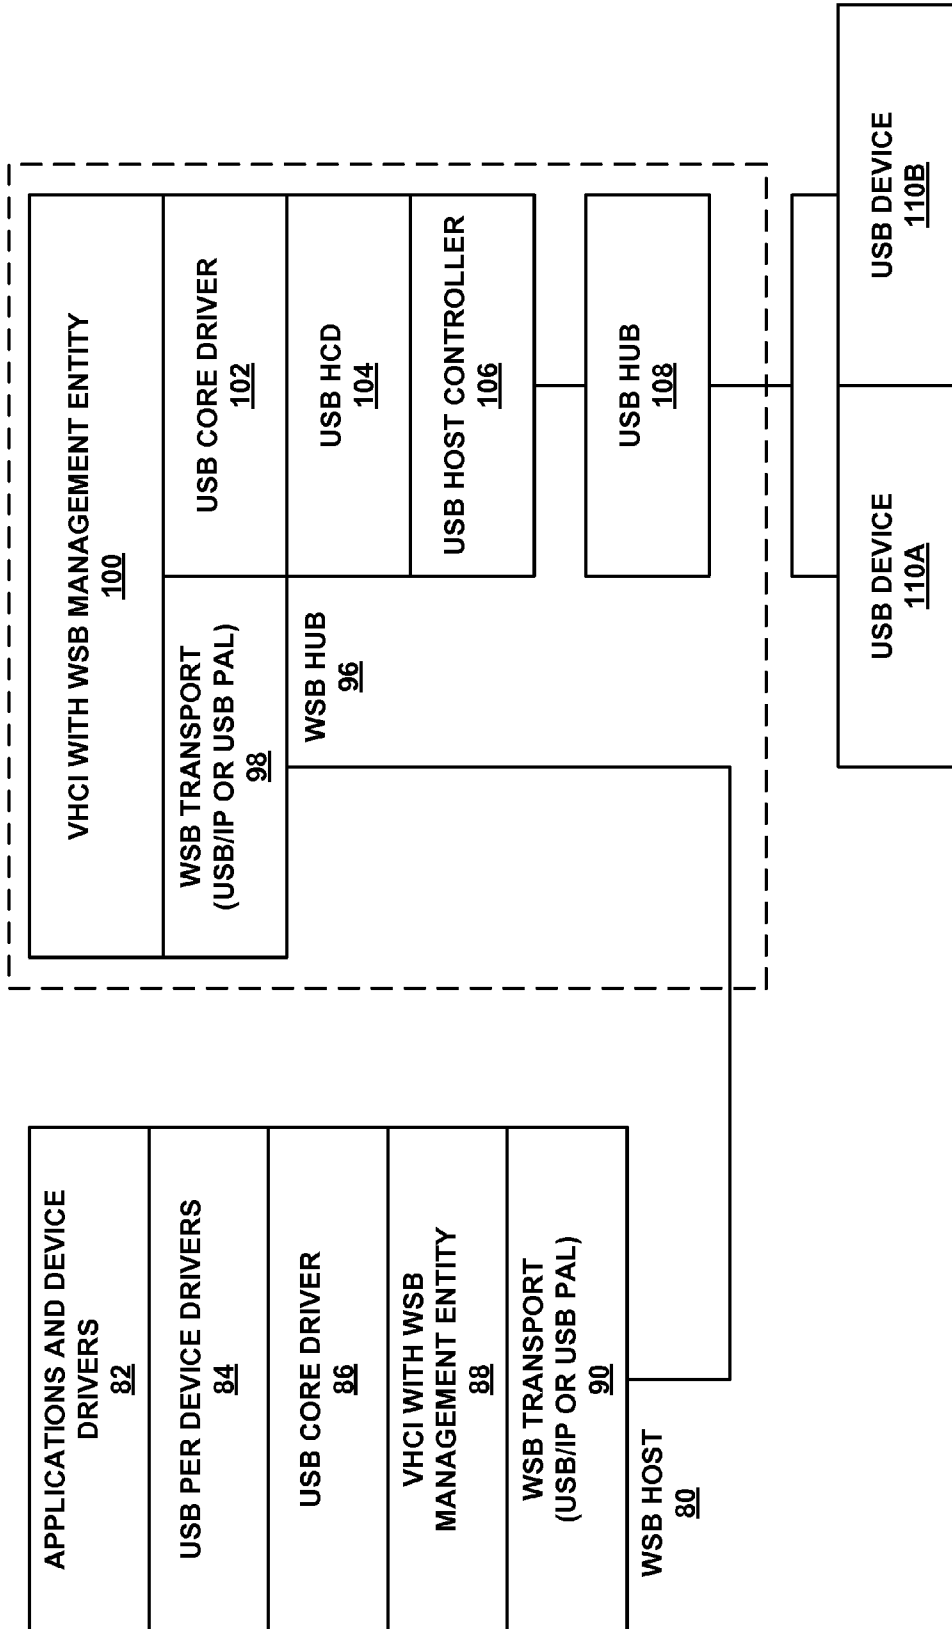 APPLICATIONS AND DEVICE
DRIVERS
82
USB PER DEVICE DRIVERS
84
USB CORE DRIVER
86
VHCI WITH WSB
MANAGEMENT ENTITY
88
WSB TRANSPORT
(USB/IP OR USB PAL)
90
WSB HOST
80
VHCI WITH WSB MANAGEMENT ENTITY
100
WSB TRANSPORT
(USB/IP OR USB PAL)
98
WSB HUB
96
USB CORE DRIVER
102
USB HCD
104
USB HOST CONTROLLER
106
USB HUB
108
USB DEVICE
110A
USB DEVICE
110B